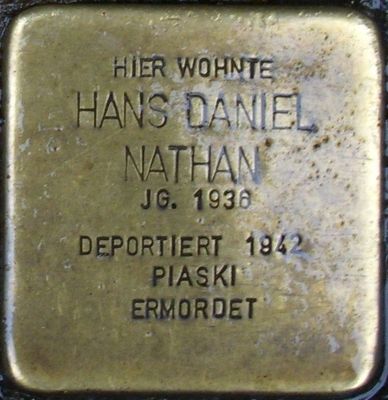 HIER WOHNTE
HANS DANIEL
NATHAN
JG. 1936
DEPORTIERT 1942
PIASKI
ERMORDET